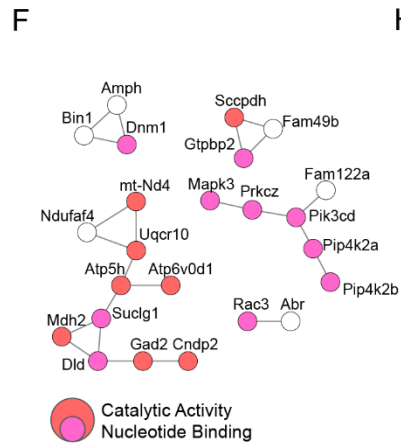 F
H
Amph
Bin1
Dnm1
Sccpdh
Fam49b
Gtpbp2
mt-Nd4
Mapk3
Prkcz
Fam122a
Ndufaf4
Uqcr10
Pik3cd
Pip4k2a
Atp5h
Atp6v0d1
Pip4k2b
Mdh2
Suclg1
Rac3
Abr
Dld
Gad2
Cndp2
Catalytic Activity
Nucleotide Binding